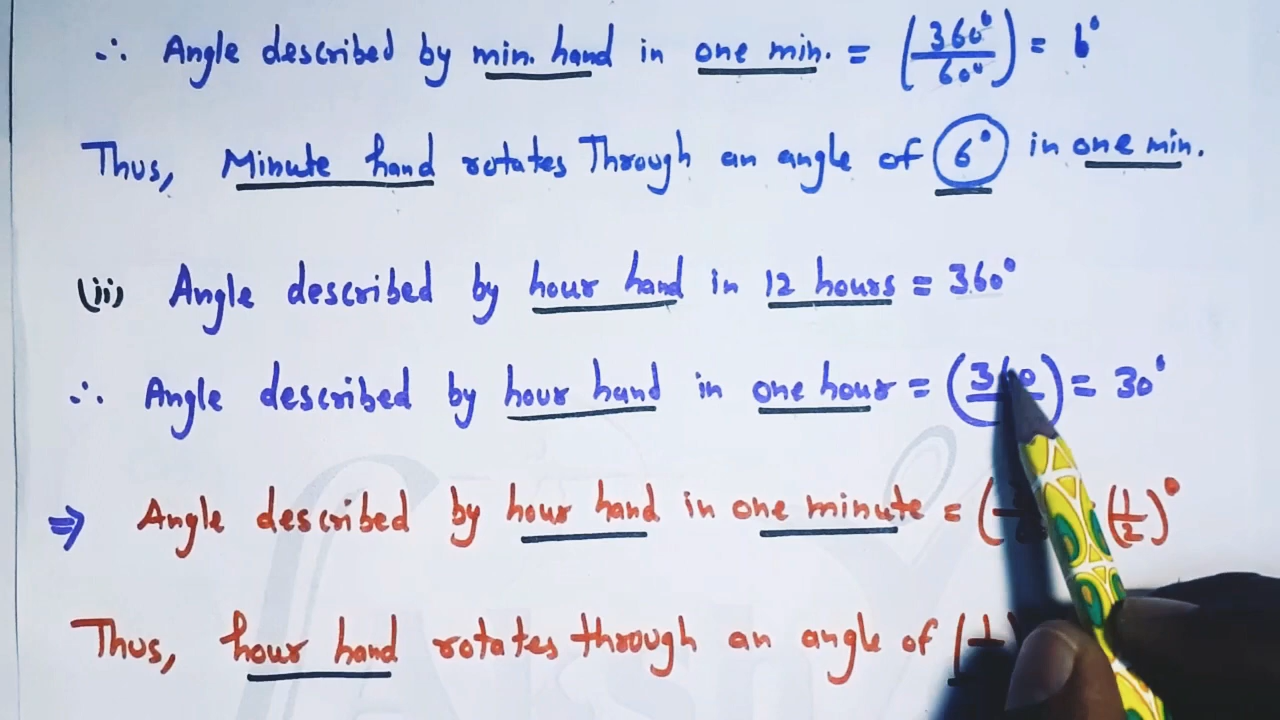 ∴ Angle described by min. hand in one min. = (360°/60°) = 6°
Thus, Minute hand rotates Through an angle of 6° in one min.
(ii) Angle described by hour hand in 12 hours = 360°
∴ Angle described by hour hand in one hour = (360/ ) = 30°
⇒ Angle described by hour hand in one minute = ( (1/2)°
Thus, hour hand rotates through an angle of (1/